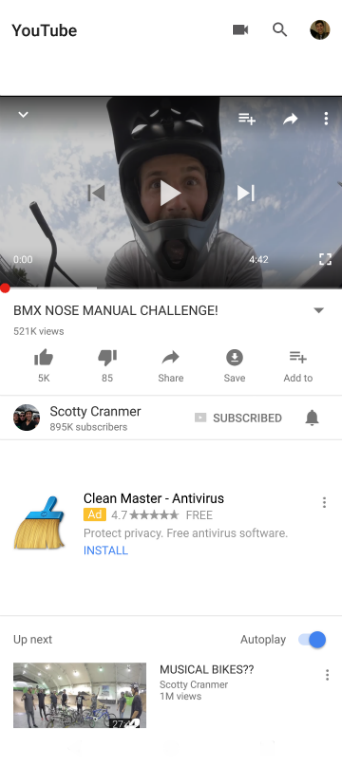 YouTube
0:00
4:42
BMX NOSE MANUAL CHALLENGE!
521K views
5K
85
Share
Save
Add to
Scotty Cranmer
895K subscribers
SUBSCRIBED
Clean Master - Antivirus
Ad 4.7 FREE
Protect privacy. Free antivirus software.
INSTALL
Up next
Autoplay
MUSICAL BIKES??
Scotty Cranmer
1M views